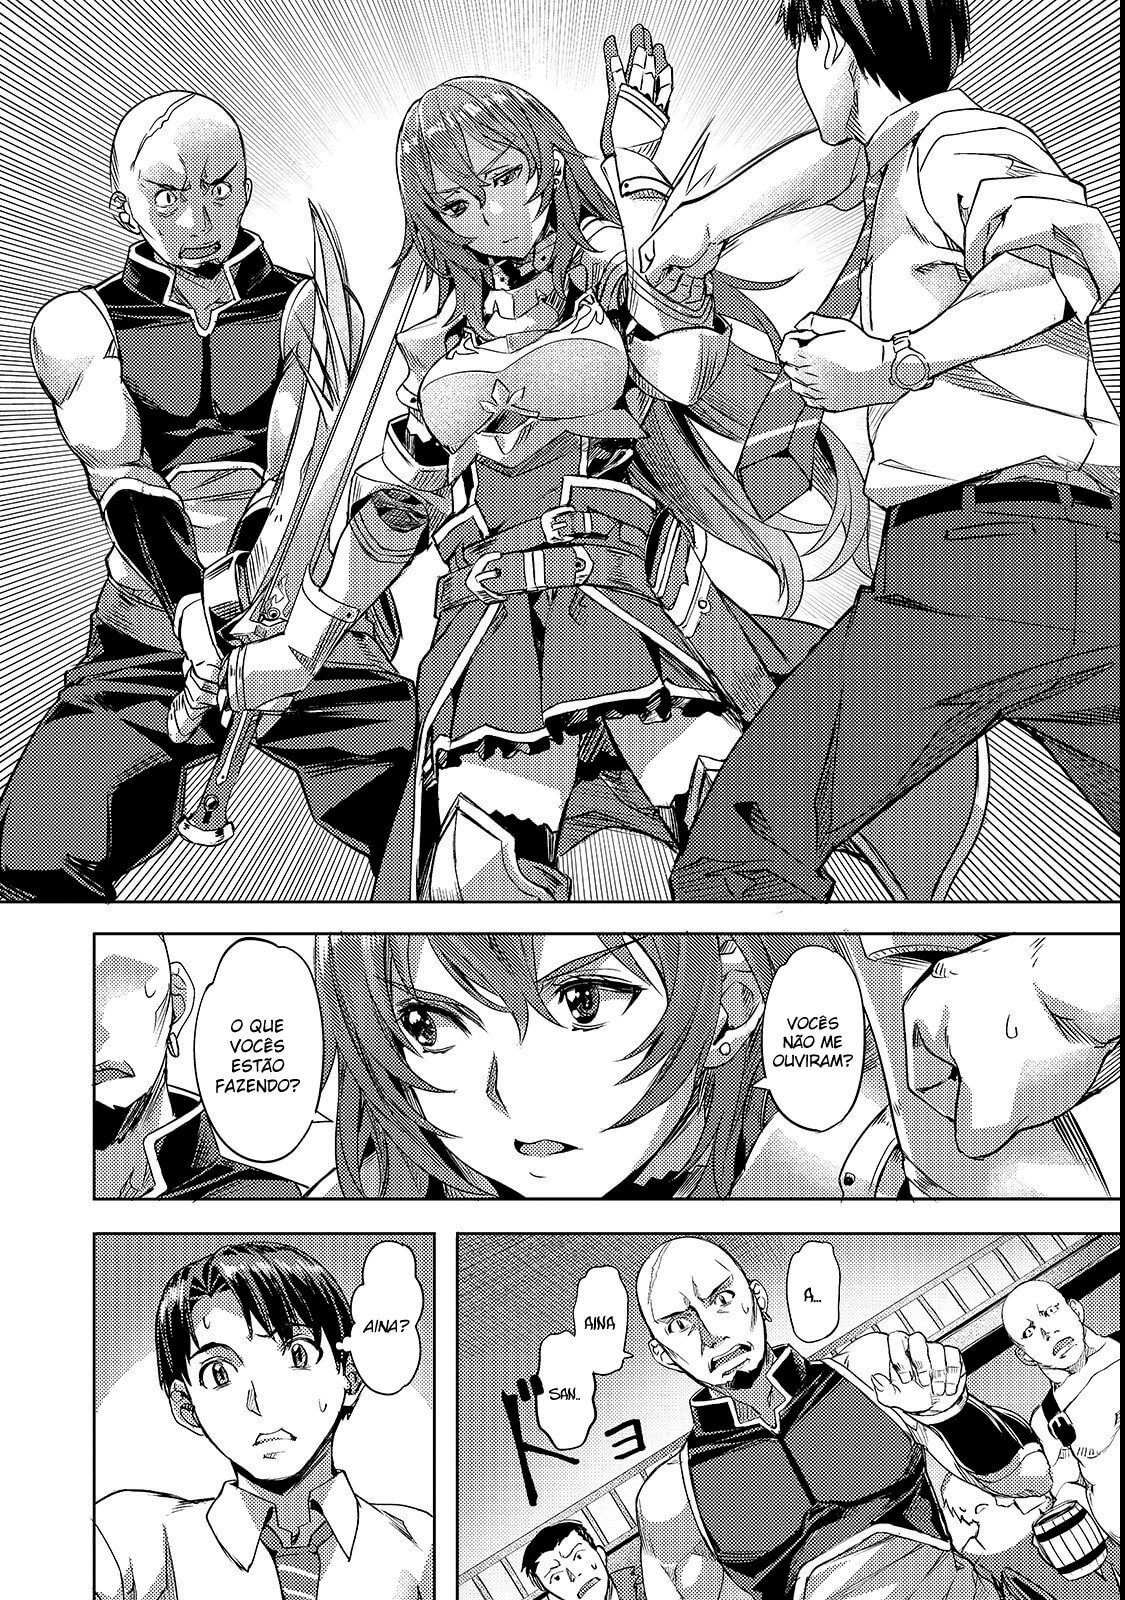 VOCÊS
NÃO ME
OUVIRAM?
O QUE
VOCÊS
ESTÃO
FAZENDO?
A...
AINA
SAN..
ドヨ
AINA?